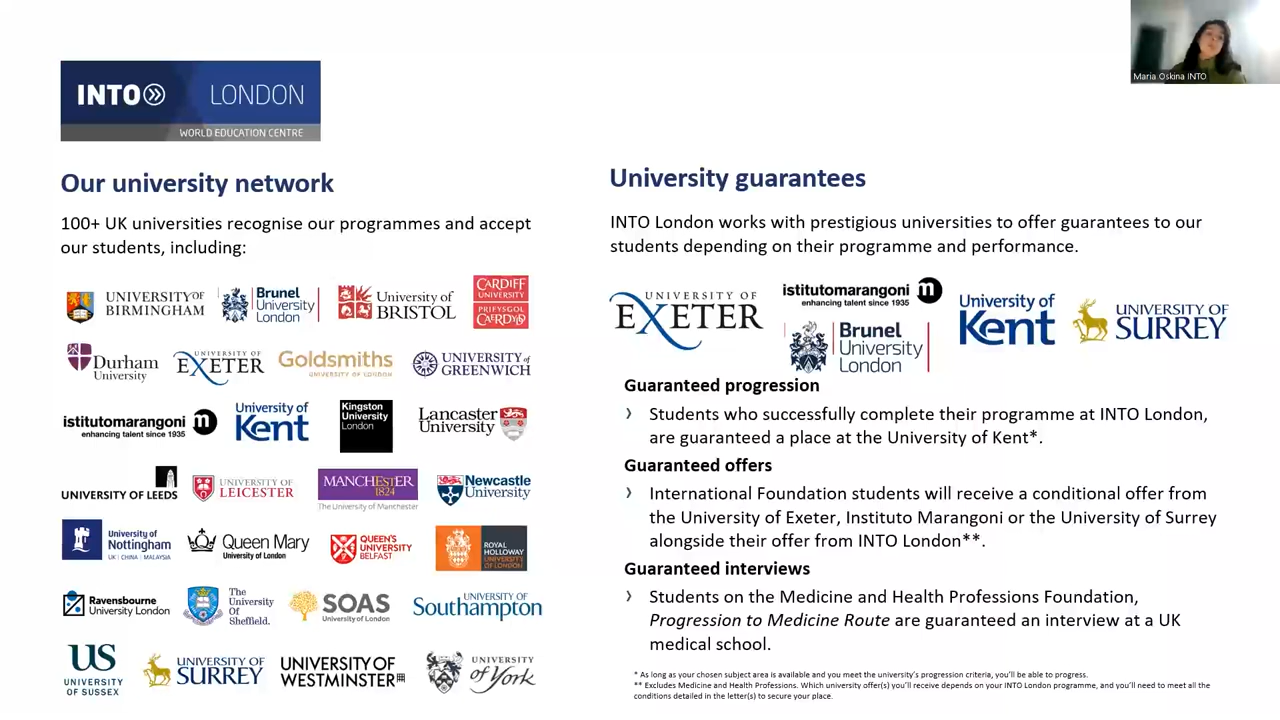 Maria Oskina INTO
INTO LONDON
WORLD EDUCATION CENTRE
Our university network
100+ UK universities recognise our programmes and accept
our students, including:
UNIVERSITY OF
BIRMINGHAM
Brunel
University
London
University of
BRISTOL
CARDIFF
UNIVERSITY
PRIFYSGOL
CAERDYDD
Durham
University
UNIVERSITY OF
EXETER
Goldsmiths
UNIVERSITY OF LONDON
UNIVERSITY of
GREENWICH
istitutomarangoni m
enhancing talent since 1935
University of
Kent
Kingston
University
London
Lancaster
University
UNIVERSITY OF LEEDS
UNIVERSITY OF
LEICESTER
MANCHESTER
1824
The University of Manchester
Newcastle
University
University of
Nottingham
UK | CHINA | MALAYSIA
Queen Mary
University of London
QUEEN'S
UNIVERSITY
BELFAST
ROYAL
HOLLOWAY
UNIVERSITY
OF LONDON
Ravensbourne
University London
The
University
Of
Sheffield.
SOAS
University of London
UNIVERSITY OF
Southampton
US
UNIVERSITY
OF SUSSEX
UNIVERSITY OF
SURREY
UNIVERSITY OF
WESTMINSTER
UNIVERSITY
of York
University guarantees
INTO London works with prestigious universities to offer guarantees to our
students depending on their programme and performance.
UNIVERSITY OF
EXETER
istitutomarangoni m
enhancing talent since 1935
Brunel
University
London
University of
Kent
UNIVERSITY OF
SURREY
Guaranteed progression
› Students who successfully complete their programme at INTO London,
are guaranteed a place at the University of Kent*.
Guaranteed offers
› International Foundation students will receive a conditional offer from
the University of Exeter, Instituto Marangoni or the University of Surrey
alongside their offer from INTO London**.
Guaranteed interviews
› Students on the Medicine and Health Professions Foundation,
Progression to Medicine Route are guaranteed an interview at a UK
medical school.
* As long as your chosen subject area is available and you meet the university's progression criteria, you'll be able to progress.
** Excludes Medicine and Health Professions. Which university offer(s) you'll receive depends on your INTO London programme, and you'll need to meet all the
conditions detailed in the letter(s) to secure your place.